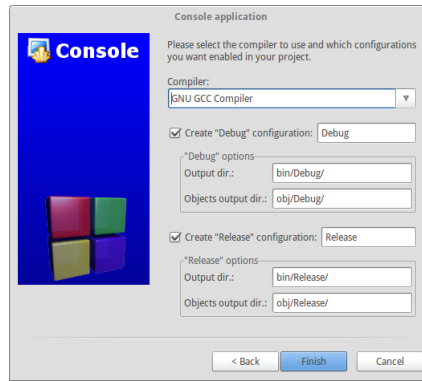 Console application
Console
Please select the compiler to use and which configurations
you want enabled in your project.
Compiler:
GNU GCC Compiler
Create "Debug" configuration: Debug
"Debug" options
Output dir.: bin/Debug/
Objects output dir.: obj/Debug/
Create "Release" configuration: Release
"Release" options
Output dir.: bin/Release/
Objects output dir.: obj/Release/
< Back Finish Cancel